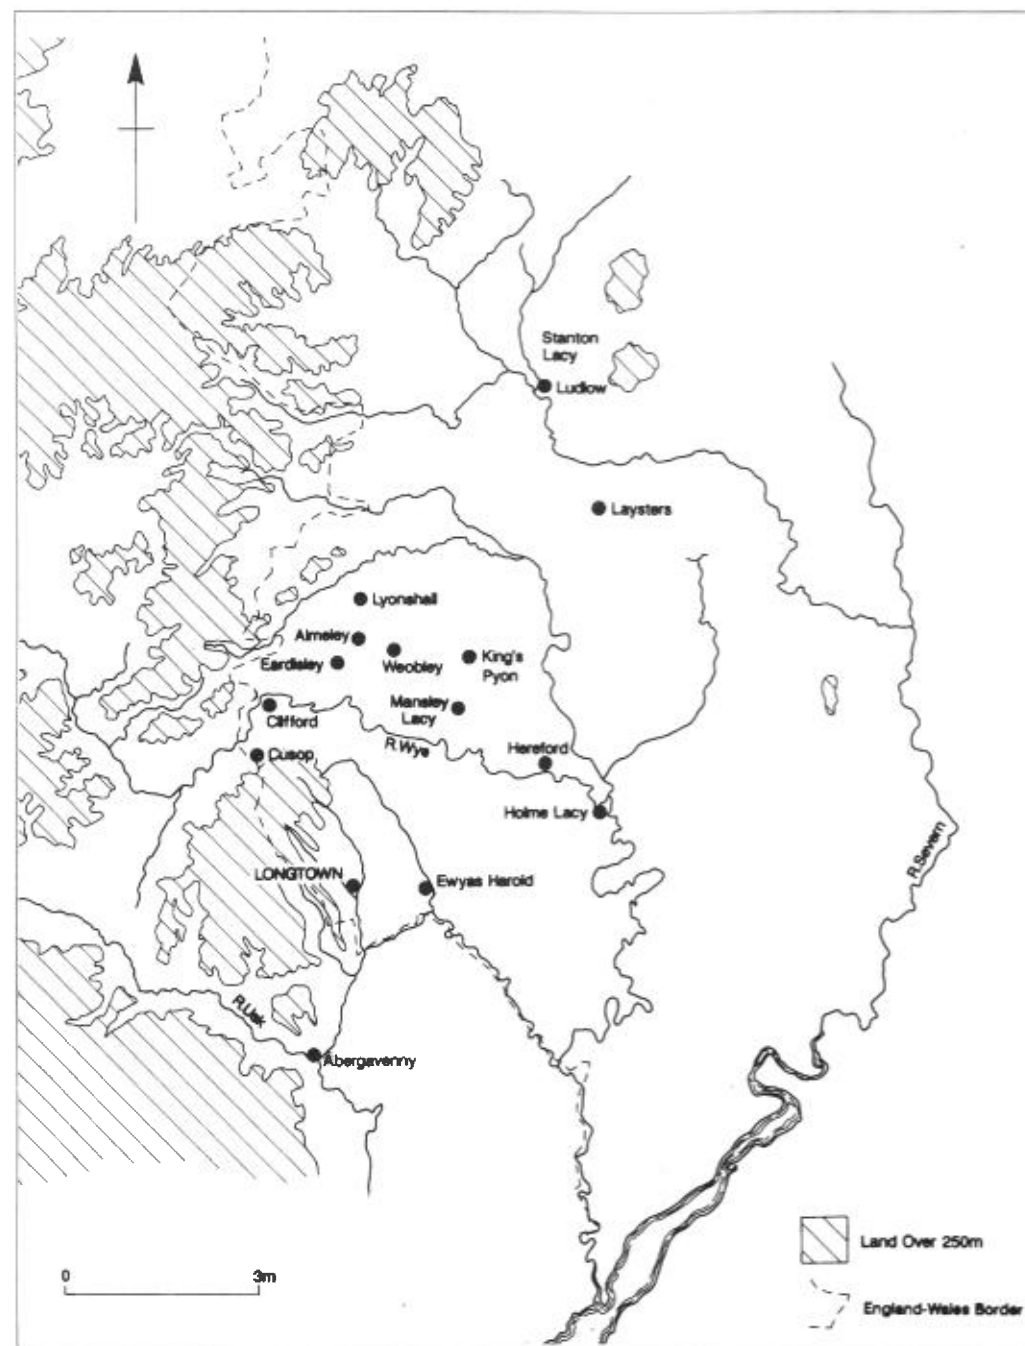 Stanton
Lacy
Ludlow
Laysters
Lyonshall
Almeley
Eardisley
Weobley
King's
Pyon
Mansley
Lacy
Clifford
R.Wye
Cusop
Hereford
Holme Lacy
R.Severn
LONGTOWN
Ewyas Harold
R.Usk
Abergavenny
Land Over 250m
0
3m
England-Wales Border